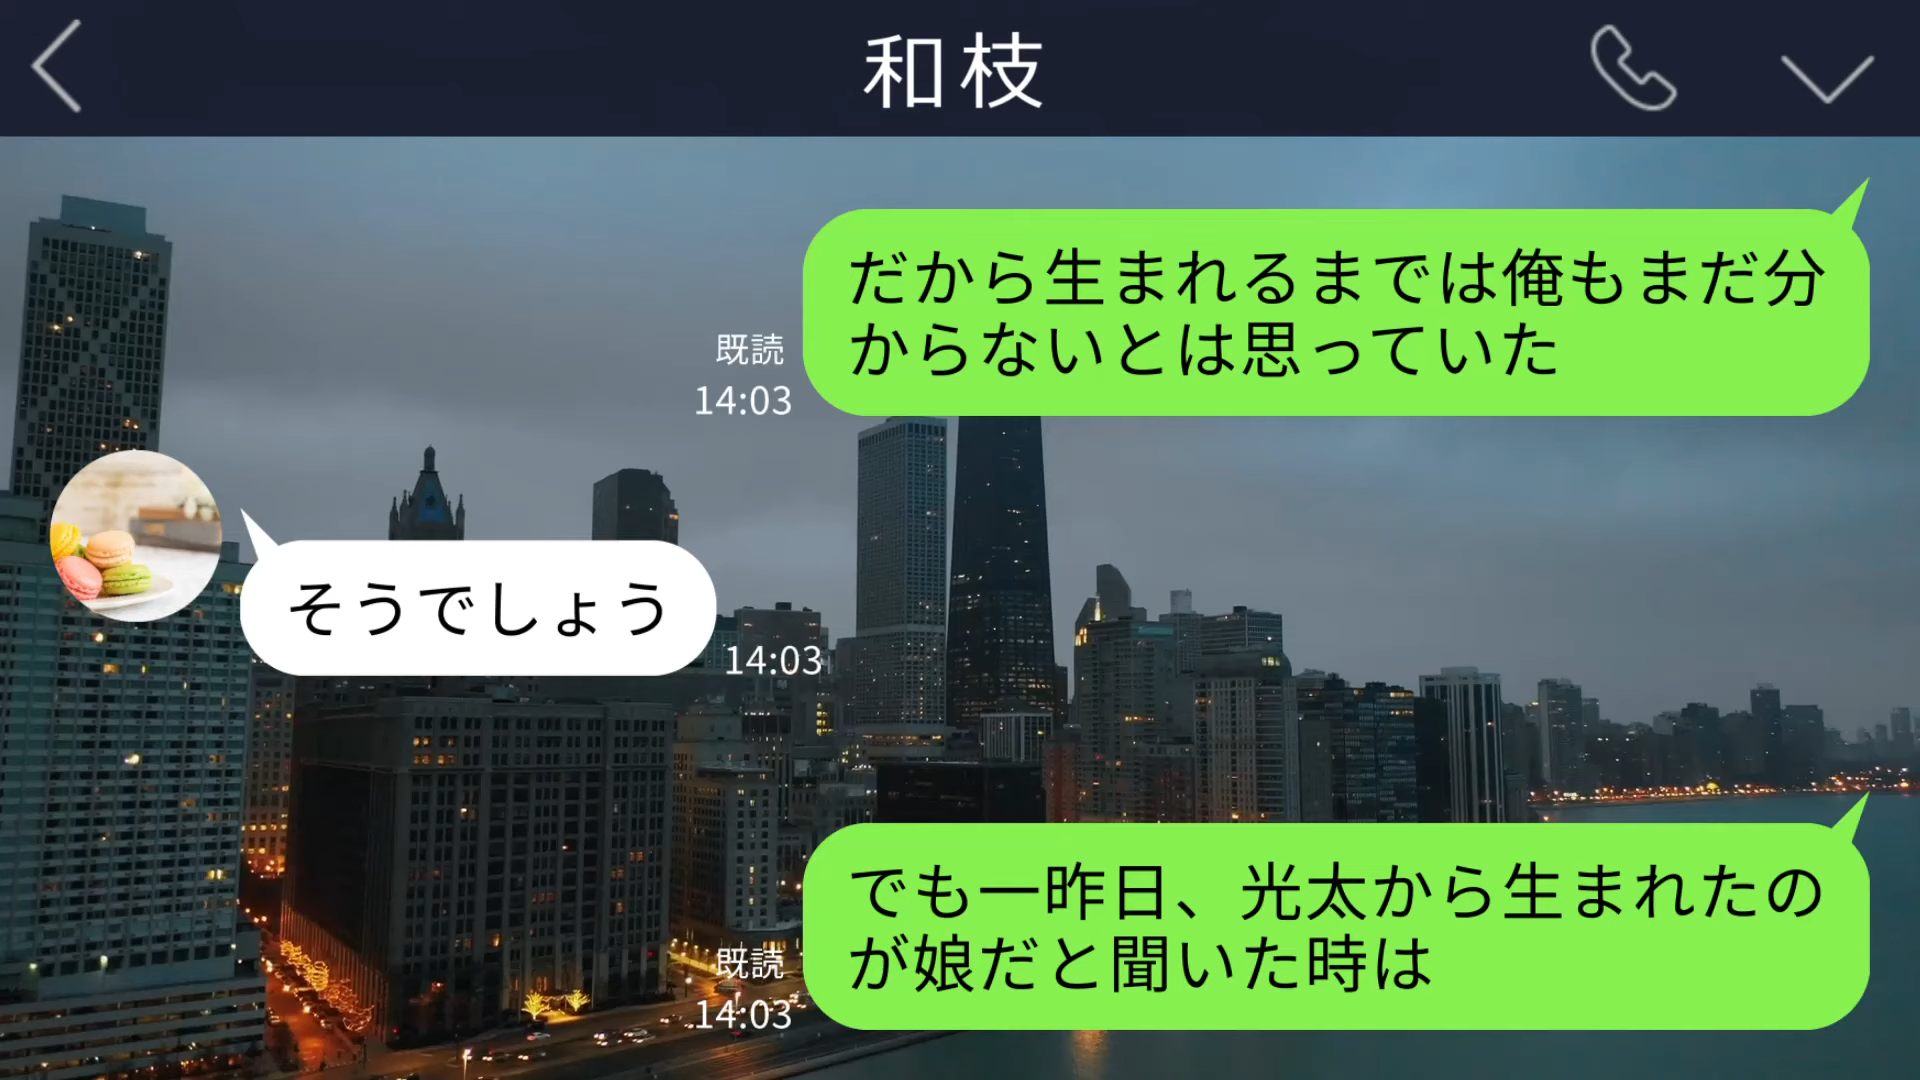 和枝
だから生まれるまでは俺もまだ分
からないとは思っていた
既読
14:03
そうでしょう
14:03
でも一昨日、光太から生まれたの
が娘だと聞いた時は
既読
14:03